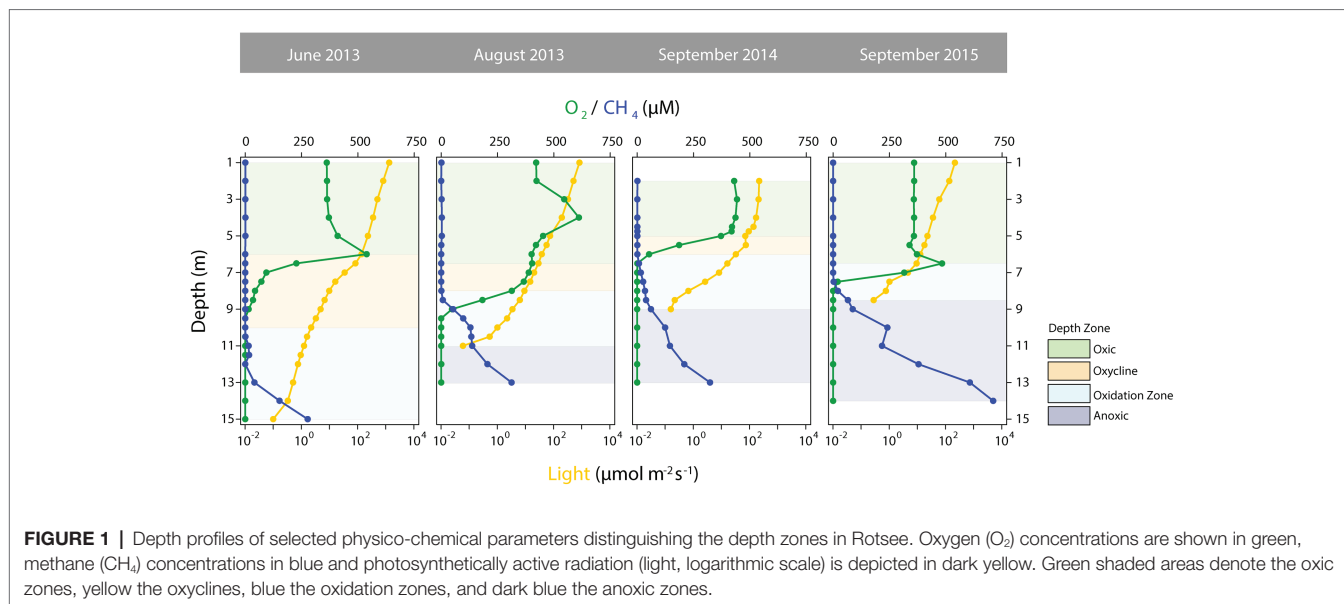 June 2013 August 2013 September 2014 September 2015
O₂ / CH₄ (µM)
0 250 500 750 0 250 500 750 0 250 500 750 0 250 500 750
1 1
3 3
5 5
7 7
9 9
11 11
13 13
15 15
Depth (m)
10⁻² 10⁰ 10² 10⁴ 10⁻² 10⁰ 10² 10⁴ 10⁻² 10⁰ 10² 10⁴ 10⁻² 10⁰ 10² 10⁴
Light (µmol m⁻² s⁻¹)
Depth Zone
Oxic
Oxycline
Oxidation Zone
Anoxic
FIGURE 1 | Depth profiles of selected physico-chemical parameters distinguishing the depth zones in Rotsee. Oxygen (O₂) concentrations are shown in green,
methane (CH₄) concentrations in blue and photosynthetically active radiation (light, logarithmic scale) is depicted in dark yellow. Green shaded areas denote the oxic
zones, yellow the oxyclines, blue the oxidation zones, and dark blue the anoxic zones.